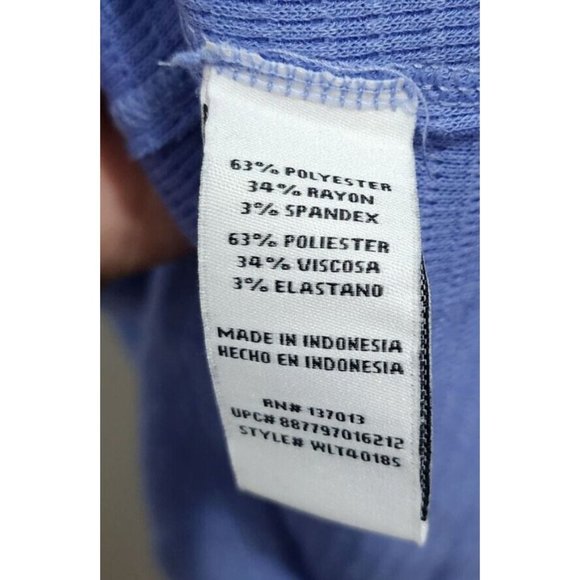 63% POLYESTER
34% RAYON
3% SPANDEX
63% POLIESTER
34% VISCOSA
3% ELASTANO
MADE IN INDONESIA
HECHO EN INDONESIA
RN# 137013
UPC# 887797016212
STYLE# WLT40185